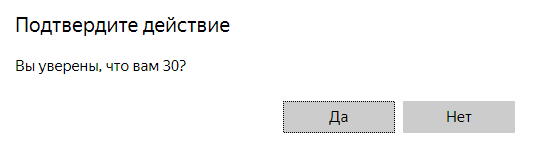 Подтвердите действие
Вы уверены, что вам 30?
Да Нет